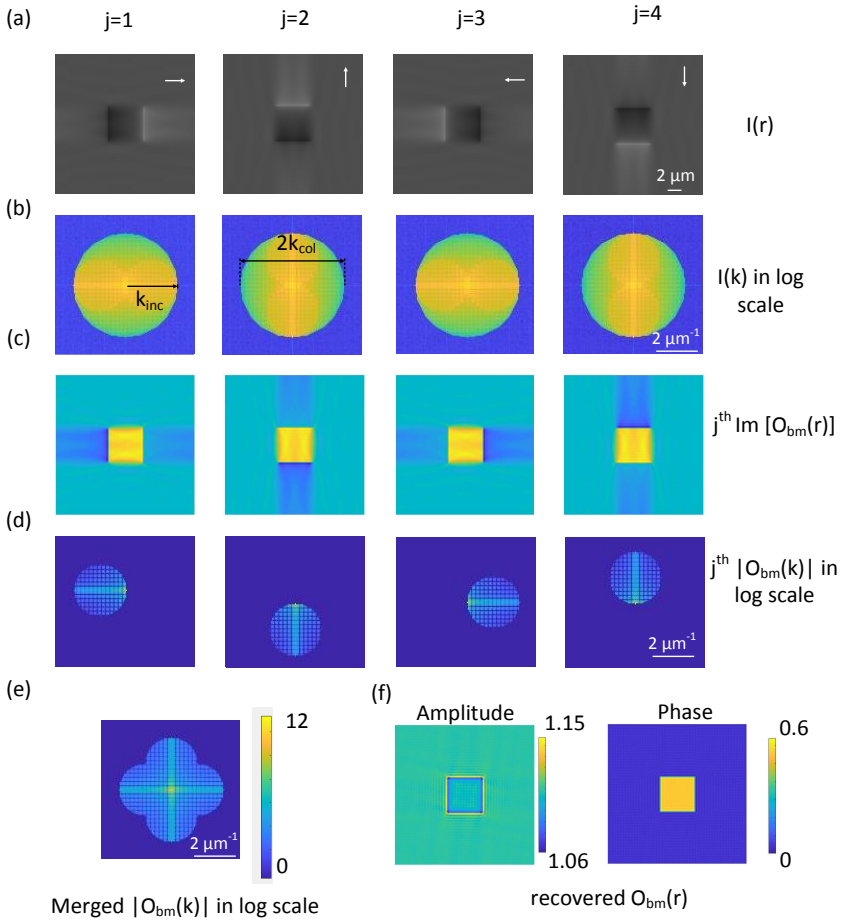 (a)
j=1
j=2
j=3
j=4
I(r)
2 μm
(b)
k_inc
2k_col
I(k) in log
scale
2 μm⁻¹
(c)
j^th Im [O_bm(r)]
(d)
j^th |O_bm(k)| in
log scale
2 μm⁻¹
(e)
12
0
2 μm⁻¹
Merged |O_bm(k)| in log scale
(f)
Amplitude
1.15
1.06
Phase
0.6
0
recovered O_bm(r)